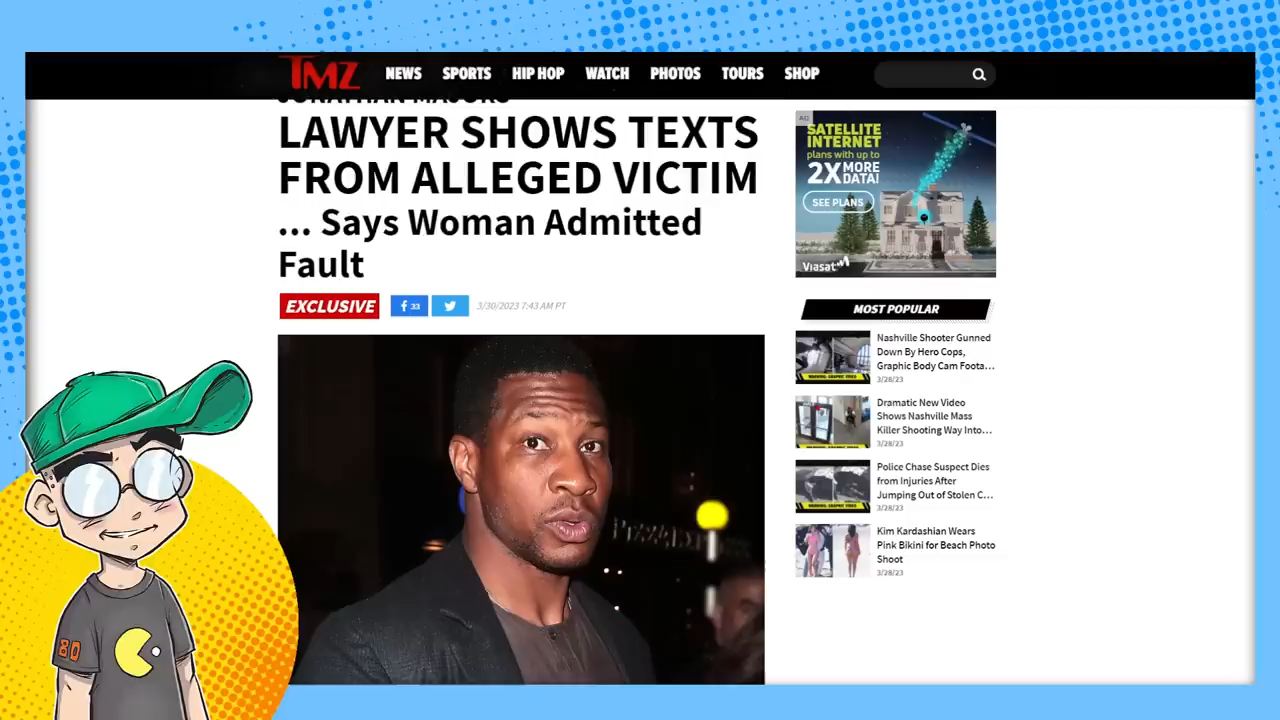 TMZ NEWS SPORTS HIP HOP WATCH PHOTOS TOURS SHOP
JONATHAN MAJORS
LAWYER SHOWS TEXTS
FROM ALLEGED VICTIM
... Says Woman Admitted
Fault
EXCLUSIVE
33
3/30/2023 7:43 AM PT
AD
SATELLITE
INTERNET
plans with up to
2X MORE
DATA!
SEE PLANS
Viasat
MOST POPULAR
Nashville Shooter Gunned
Down By Hero Cops,
Graphic Body Cam Foota...
3/28/23
Dramatic New Video
Shows Nashville Mass
Killer Shooting Way Into...
3/28/23
Police Chase Suspect Dies
from Injuries After
Jumping Out of Stolen C...
3/28/23
Kim Kardashian Wears
Pink Bikini for Beach Photo
Shoot
3/28/23
80